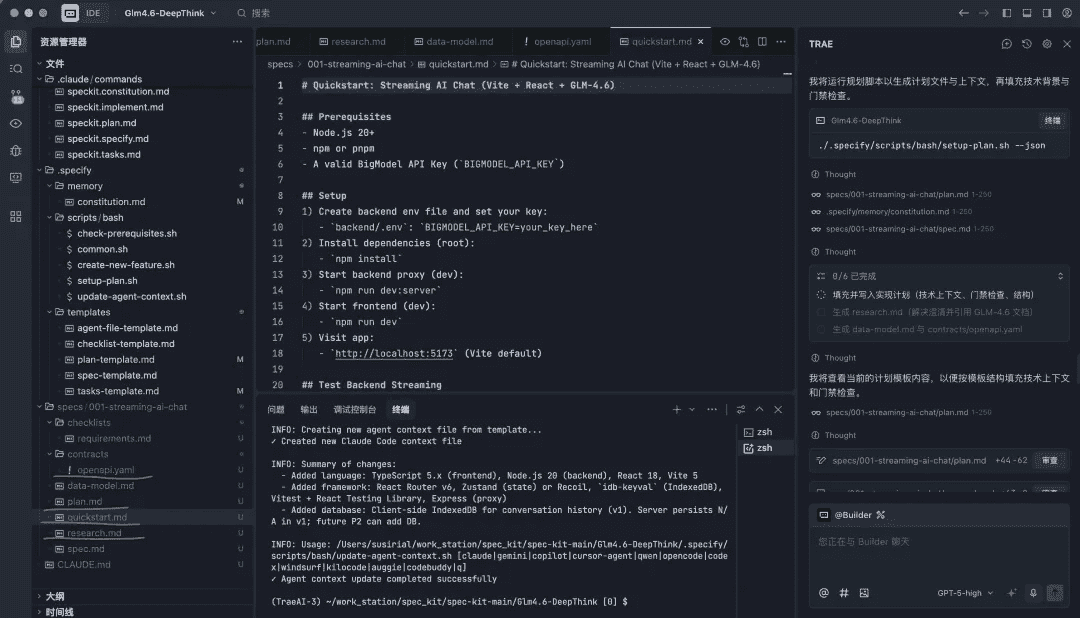 IDE
Glm4.6-DeepThink
搜索
资源管理器
文件
.claude/commands
speckit.constitution.md
speckit.implement.md
speckit.plan.md
speckit.specify.md
speckit.tasks.md
.specify
memory
constitution.md M
scripts/bash
$ check-prerequisites.sh
$ common.sh
$ create-new-feature.sh
$ setup-plan.sh
$ update-agent-context.sh
templates
agent-file-template.md
checklist-template.md
plan-template.md M
spec-template.md
tasks-template.md M
specs/001-streaming-ai-chat
checklists
requirements.md U
contracts
! openapi.yaml U
data-model.md U
plan.md U
quickstart.md U
research.md U
spec.md U
CLAUDE.md U
大纲
时间线
plan.md
research.md
data-model.md
! openapi.yaml
quickstart.md
specs > 001-streaming-ai-chat > quickstart.md > # Quickstart: Streaming AI Chat (Vite + React + GLM-4.6)
1 # Quickstart: Streaming AI Chat (Vite + React + GLM-4.6)
2
3 ## Prerequisites
4 - Node.js 20+
5 - npm or pnpm
6 - A valid BigModel API Key (`BIGMODEL_API_KEY`)
7
8 ## Setup
9 1) Create backend env file and set your key:
10 - `backend/.env`: `BIGMODEL_API_KEY=your_key_here`
11 2) Install dependencies (root):
12 - `npm install`
13 3) Start backend proxy (dev):
14 - `npm run dev:server`
15 4) Start frontend (dev):
16 - `npm run dev`
17 5) Visit app:
18 - `http://localhost:5173` (Vite default)
19
20 ## Test Backend Streaming
问题 输出 调试控制台 终端
INFO: Creating new agent context file from template...
✓ Created new Claude Code context file
INFO: Summary of changes:
- Added language: TypeScript 5.x (frontend), Node.js 20 (backend), React 18, Vite 5
- Added framework: React Router v6, Zustand (state) or Recoil, `idb-keyval` (IndexedDB),
Vitest + React Testing Library, Express (proxy)
- Added database: Client-side IndexedDB for conversation history (v1). Server persists N/
A in v1; future P2 can add DB.
INFO: Usage: /Users/susirial/work_station/spec_kit/spec-kit-main/Glm4.6-DeepThink/.specify/
scripts/bash/update-agent-context.sh [claude|gemini|copilot|cursor-agent|qwen|opencode|code
x|windsurf|kilocode|auggie|codebuddy|q]
✓ Agent context update completed successfully
(TraeAI-3) ~/work_station/spec_kit/spec-kit-main/Glm4.6-DeepThink [0] $
zsh
zsh
TRAE
我将运行规划脚本以生成计划文件与上下文，再填充技术背景与
门禁检查。
Glm4.6-DeepThink 终端
./.specify/scripts/bash/setup-plan.sh --json
Thought
specs/001-streaming-ai-chat/plan.md 1-250
.specify/memory/constitution.md 1-250
specs/001-streaming-ai-chat/spec.md 1-250
Thought
0/6 已完成
填充并写入实现计划（技术上下文、门禁检查、结构）
生成 research.md（解决澄清并引用 GLM-4.6 文档）
生成 data-model.md 与 contracts/openapi.yaml
Thought
我将查看当前的计划模板内容，以便按模板结构填充技术上下文
和门禁检查。
specs/001-streaming-ai-chat/plan.md 1-250
Thought
specs/001-streaming-ai-chat/plan.md +44 -62 审查
@Builder
您正在与 Builder 聊天
@ #
GPT-5-high